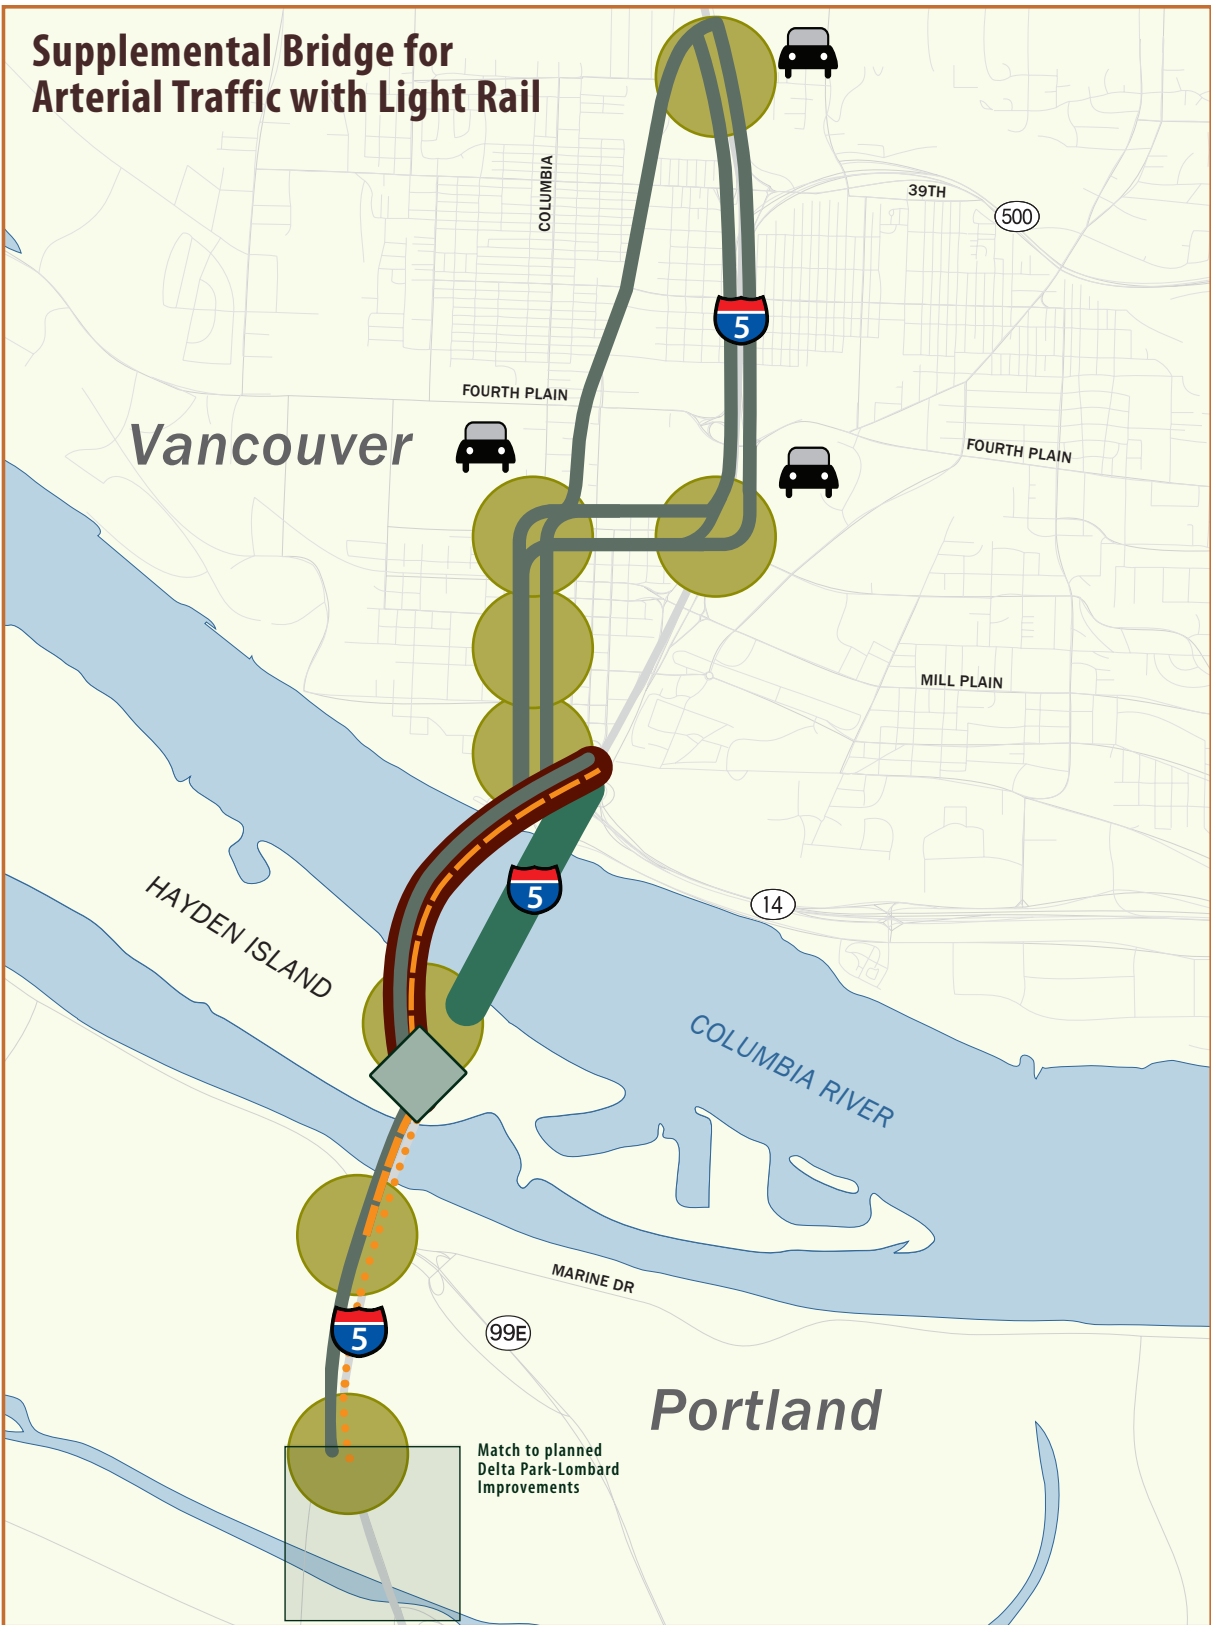 Supplemental Bridge for
Arterial Traffic with Light Rail
COLUMBIA
39TH
500
5
FOURTH PLAIN
Vancouver
FOURTH PLAIN
MILL PLAIN
5
HAYDEN ISLAND
14
COLUMBIA RIVER
MARINE DR
5
99E
Portland
Match to planned
Delta Park-Lombard
Improvements